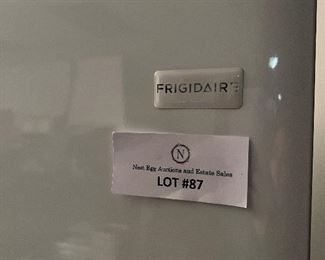 FRIGIDAIRE
N
Nest Egg Auctions and Estate Sales
LOT #87